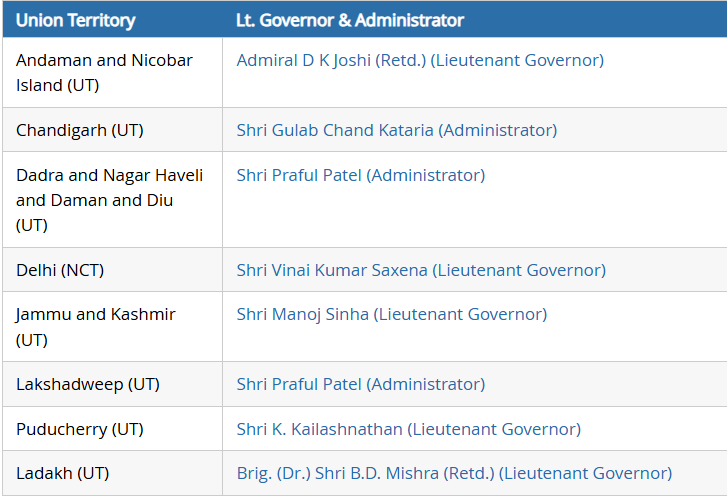 Union Territory Lt. Governor & Administrator
Andaman and Nicobar Admiral D K Joshi (Retd.) (Lieutenant Governor)
Island (UT)
Chandigarh (UT) Shri Gulab Chand Kataria (Administrator)
Dadra and Nagar Haveli Shri Praful Patel (Administrator)
and Daman and Diu
(UT)
Delhi (NCT) Shri Vinai Kumar Saxena (Lieutenant Governor)
Jammu and Kashmir Shri Manoj Sinha (Lieutenant Governor)
(UT)
Lakshadweep (UT) Shri Praful Patel (Administrator)
Puducherry (UT) Shri K. Kailashnathan (Lieutenant Governor)
Ladakh (UT) Brig. (Dr.) Shri B.D. Mishra (Retd.) (Lieutenant Governor)